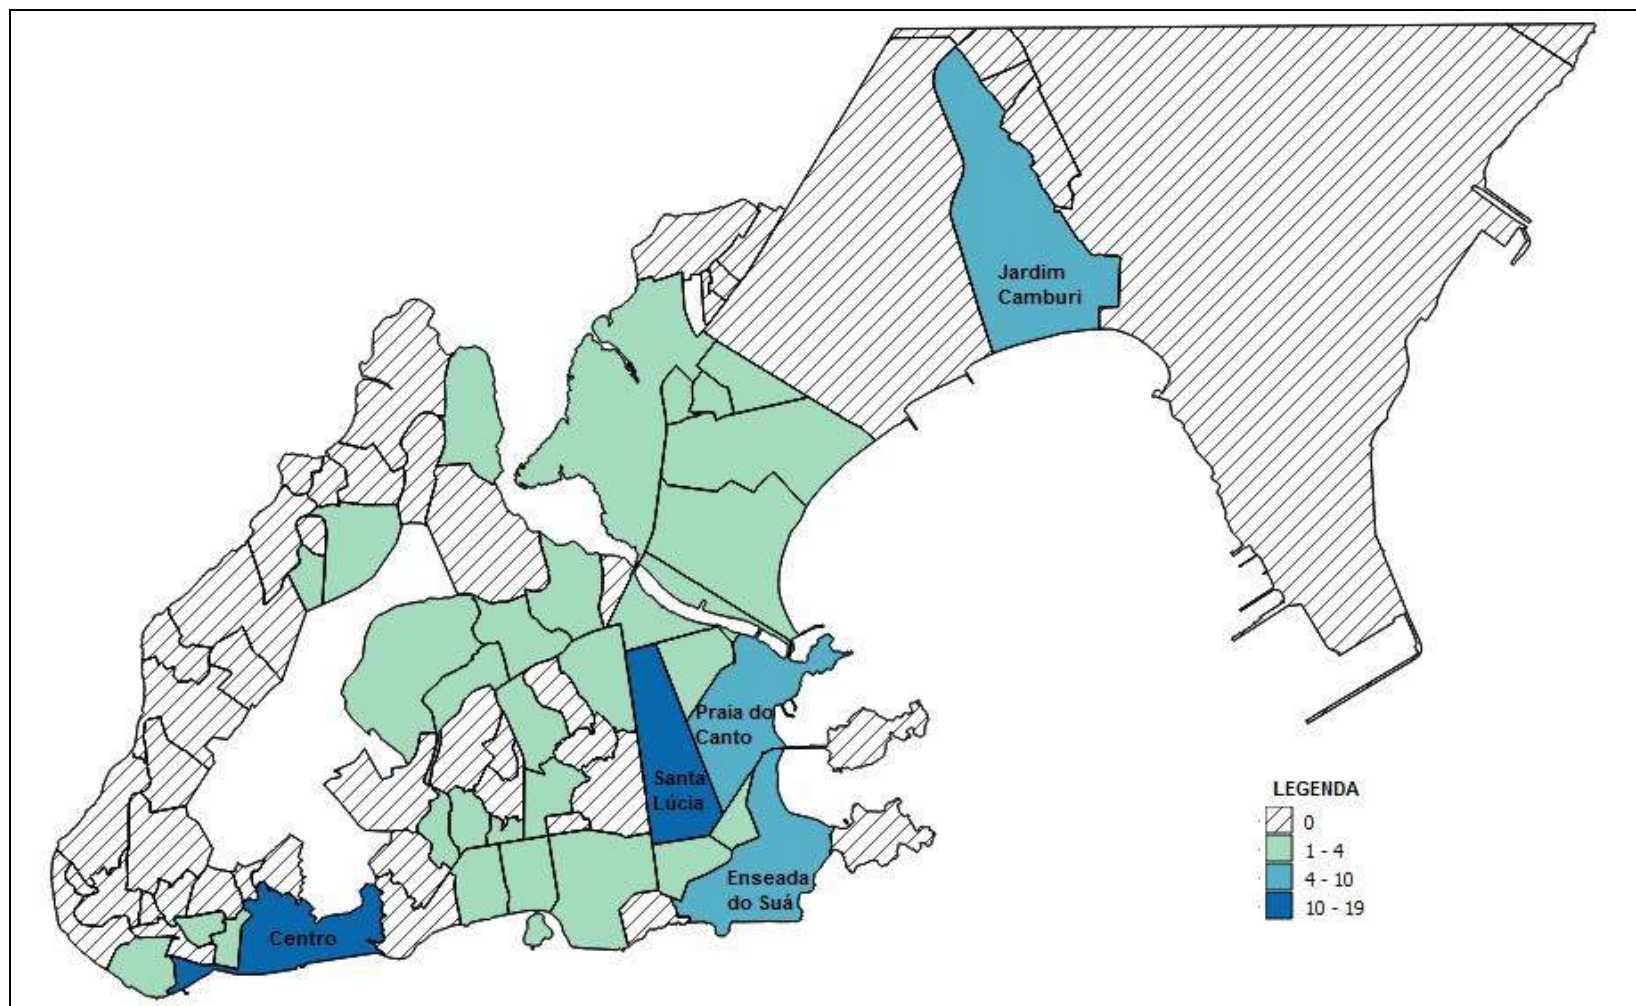 Jardim
Camburi
Praia do
Canto
Santa
Lúcia
Enseada
do Suá
Centro
LEGENDA
0
1 - 4
4 - 10
10 - 19